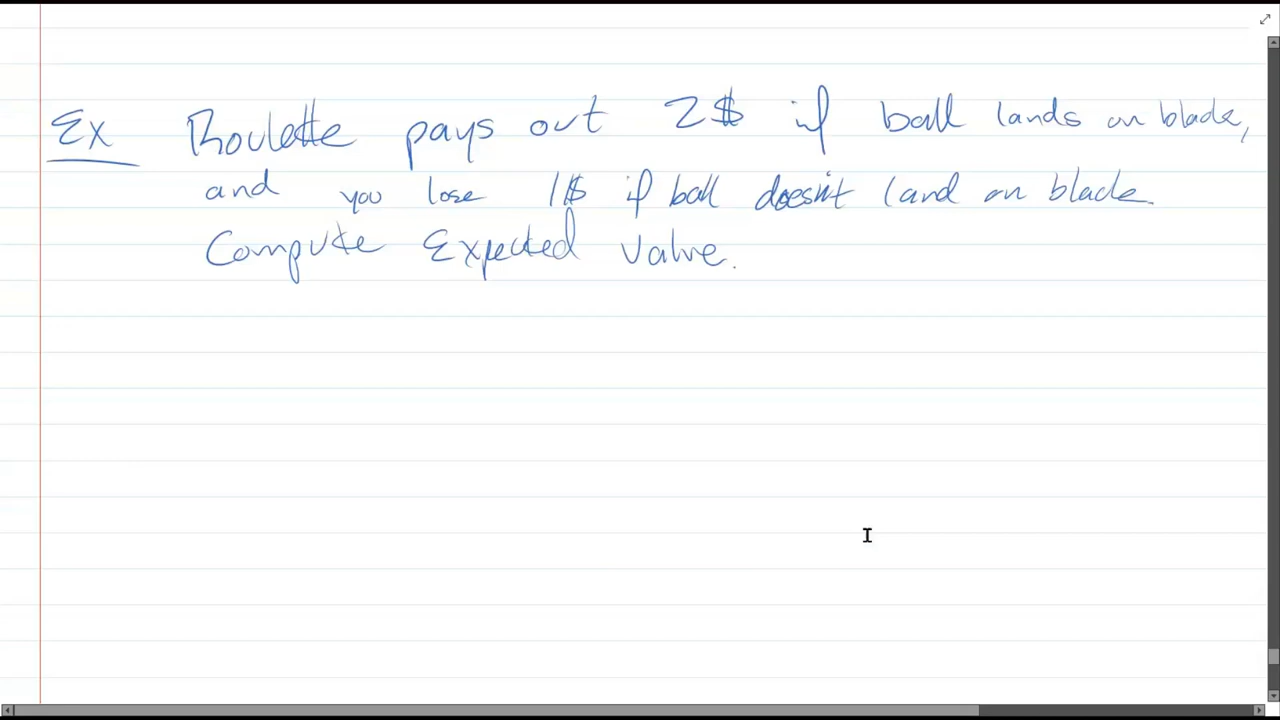 Ex Roulette pays out 2$ if ball lands on black,
and you lose 1$ if ball doesn't land on black.
Compute Expected value.